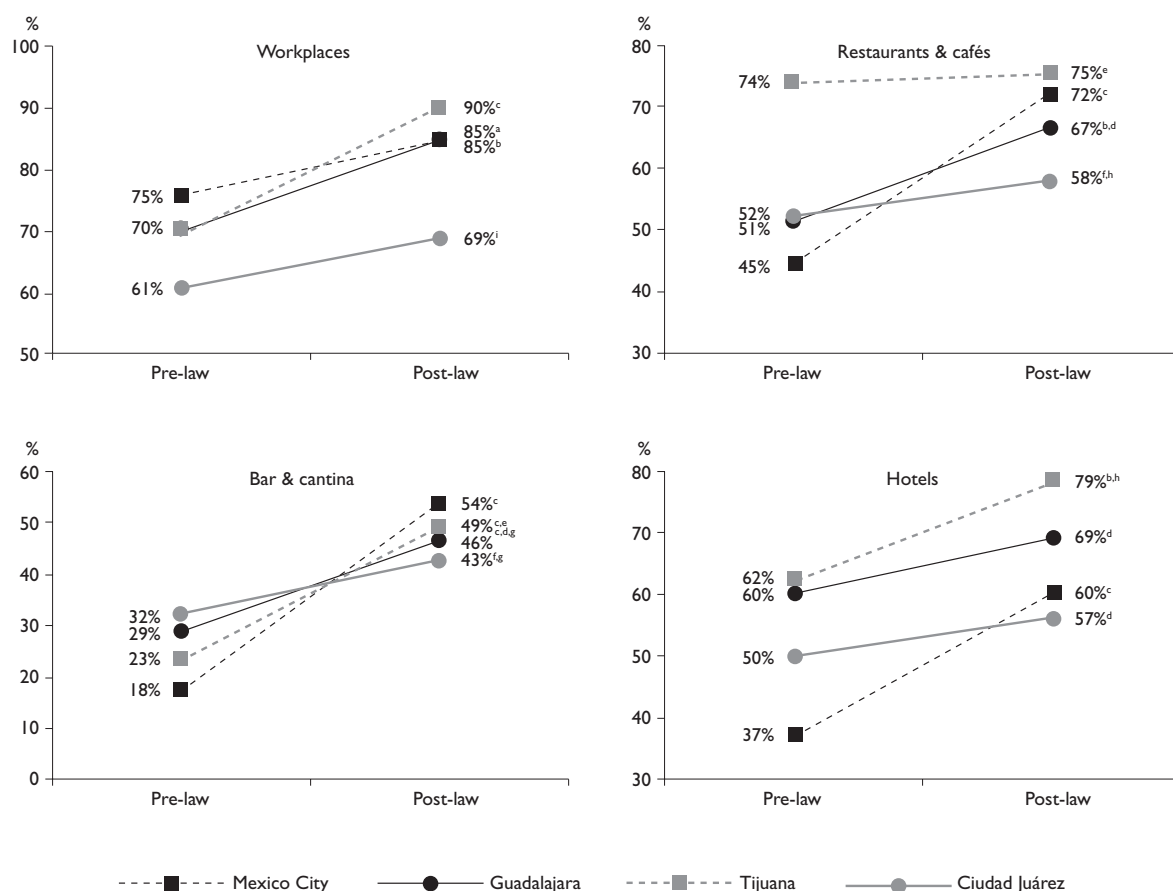 %
100
Workplaces
90
90%c
85%a
85%b
80
75%
70
70%
69%i
61%
60
50
Pre-law
Post-law
%
80
Restaurants & cafés
74%
75%e
72%c
70
67%b,d
60
58%f,h
52%
50
51%
45%
40
30
Pre-law
Post-law
%
60
Bar & cantina
54%c
50
49%c,e
46%c,d,g
43%f,g
40
32%
30
29%
23%
20
18%
10
0
Pre-law
Post-law
%
80
Hotels
79%b,h
70
69%d
62%
60
60%
60%c
57%d
50
50%
40
37%
30
Pre-law
Post-law
Mexico City
Guadalajara
Tijuana
Ciudad Juárez